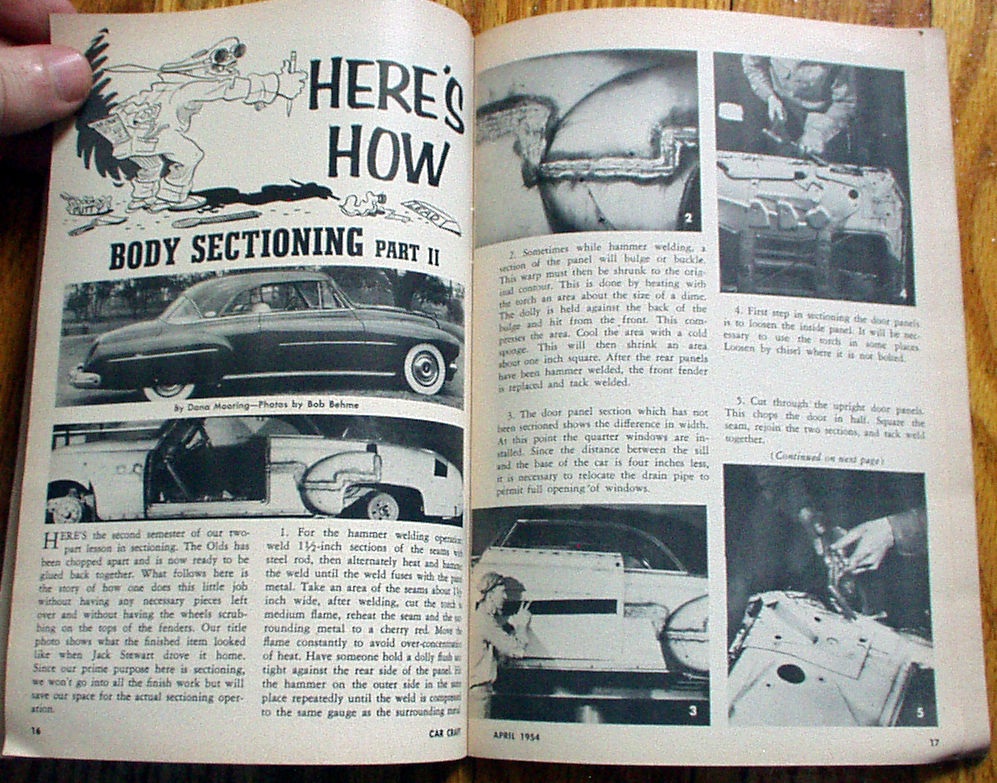 HERE'S
HOW
PUTTY
LEAD
BODY SECTIONING PART II
By Dana Mooring—Photos by Bob Behme
HERE'S the second semester of our two-
part lesson in sectioning. The Olds has
been chopped apart and is now ready to be
glued back together. What follows here is
the story of how one does this little job
without having any necessary pieces left
over and without having the wheels scrub-
bing on the tops of the fenders. Our title
photo shows what the finished item looked
like when Jack Stewart drove it home.
Since our prime purpose here is sectioning,
we won't go into all the finish work but will
save our space for the actual sectioning oper-
ation.
1. For the hammer welding operation
weld 1½-inch sections of the seams with
steel rod, then alternately heat and hammer
the weld until the weld fuses with the panel
metal. Take an area of the seams about 1½
inch wide, after welding, cut the torch to
medium flame, reheat the seam and the sur-
rounding metal to a cherry red. Move the
flame constantly to avoid over-concentration
of heat. Have someone hold a dolly flush and
tight against the rear side of the panel. Hit
the hammer on the outer side in the same
place repeatedly until the weld is compressed
to the same gauge as the surrounding metal.
16
CAR CRAFT
2
2. Sometimes while hammer welding, a
section of the panel will bulge or buckle.
This warp must then be shrunk to the orig-
inal contour. This is done by heating with
the torch an area about the size of a dime.
The dolly is held against the back of the
bulge and hit from the front. This com-
presses the area. Cool the area with a cold
sponge. This will then shrink an area
about one inch square. After the rear panels
have been hammer welded, the front fender
is replaced and tack welded.
3. The door panel section which has not
been sectioned shows the difference in width.
At this point the quarter windows are in-
stalled. Since the distance between the sill
and the base of the car is four inches less,
it is necessary to relocate the drain pipe to
permit full opening of windows.
3
4
4. First step in sectioning the door panels
is to loosen the inside panel. It will be nec-
essary to use the torch in some places.
Loosen by chisel where it is not bolted.
5. Cut through the upright door panels.
This chops the door in half. Square the
seam, rejoin the two sections, and tack weld
together.
(Continued on next page)
5
APRIL 1954
17